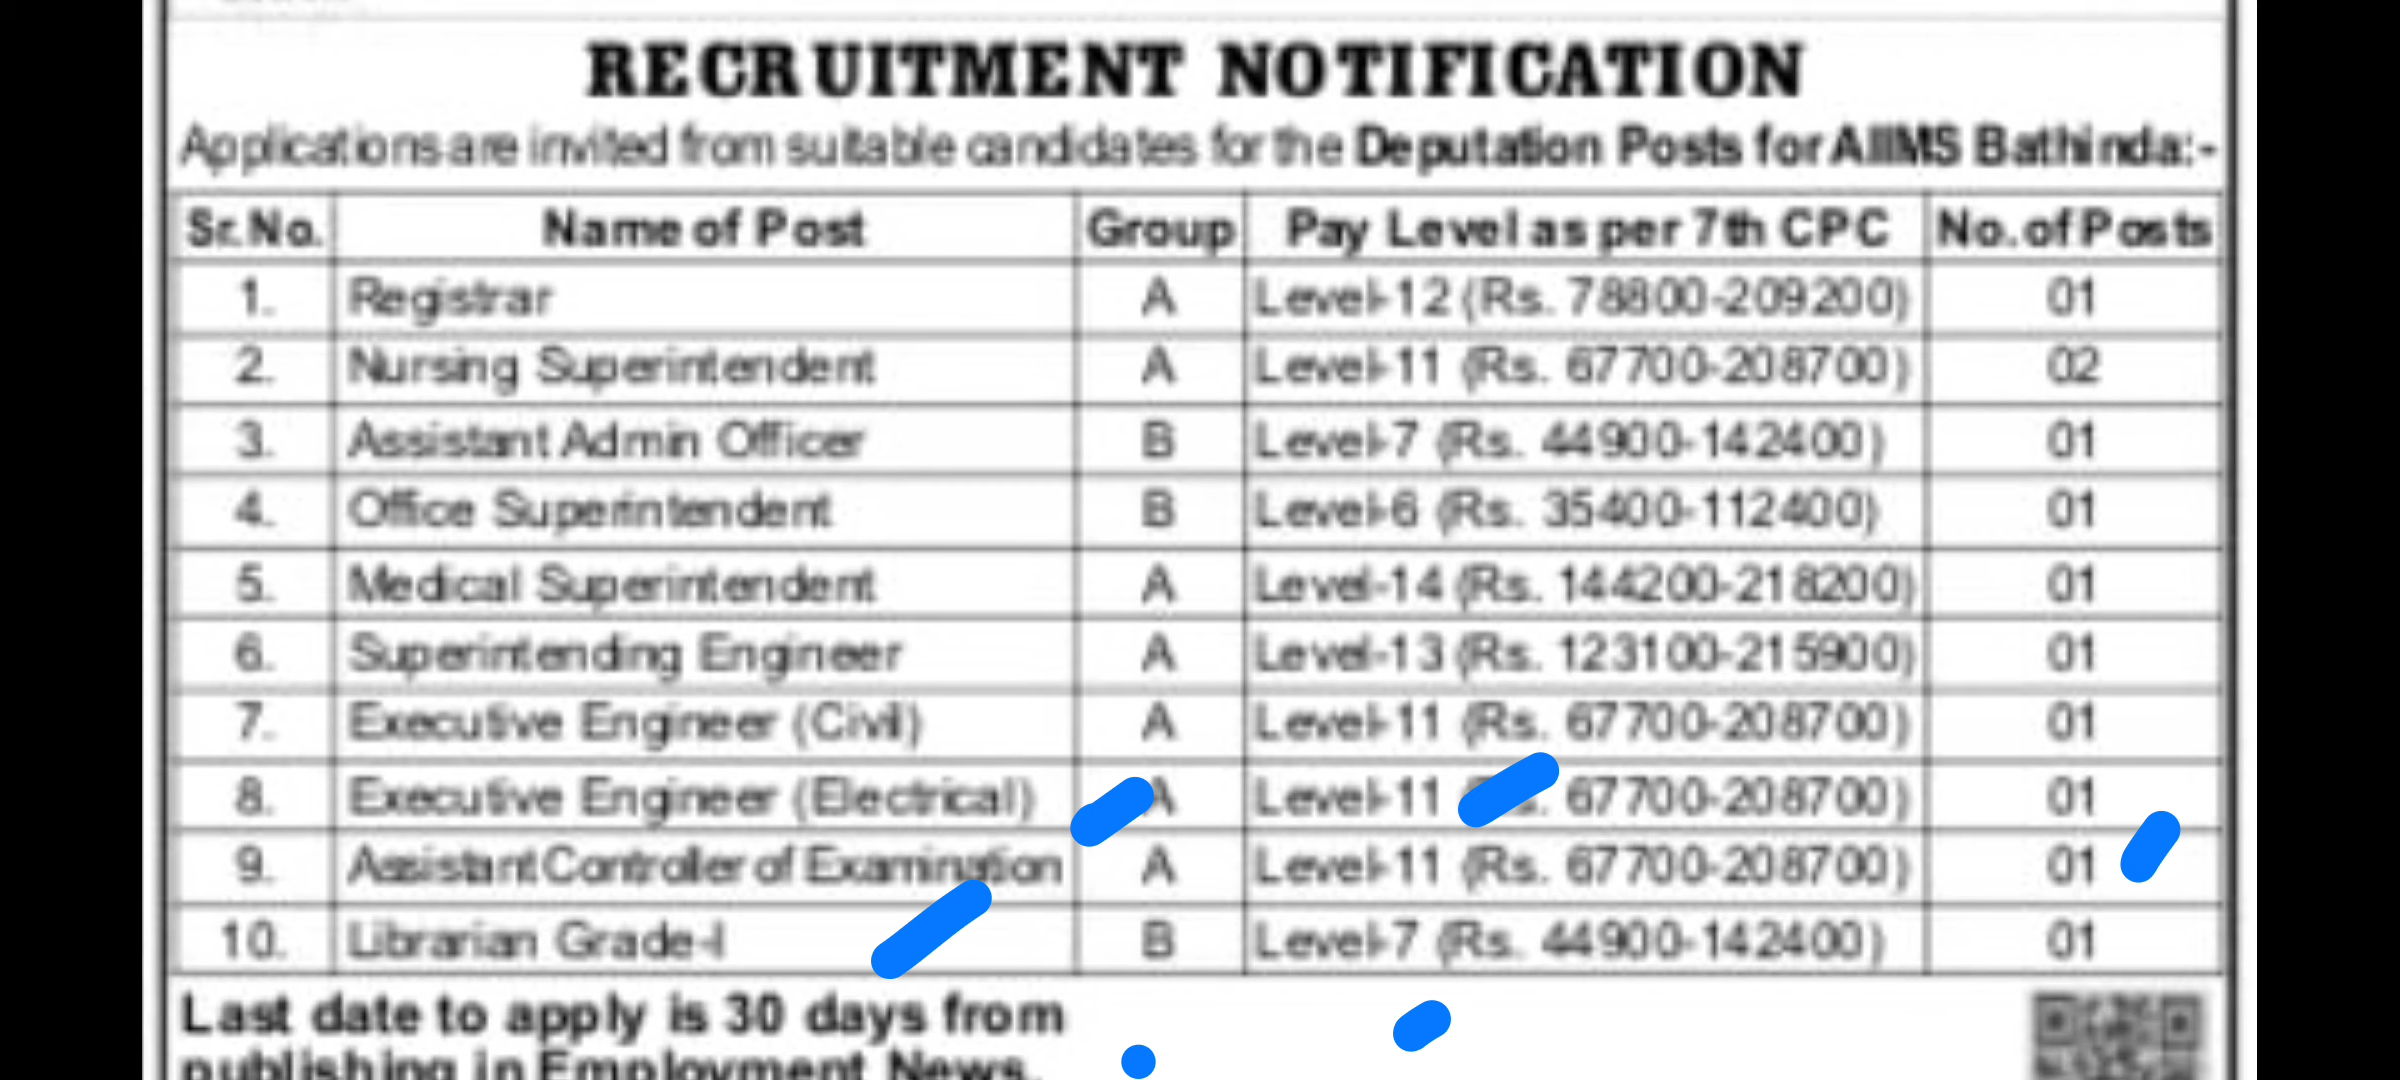 RECRUITMENT NOTIFICATION
Applications are invited from suitable candidates for the Deputation Posts for AIIMS Bathinda:-
Sr.No. Name of Post Group Pay Level as per 7th CPC No. of Posts
1. Registrar A Level-12 (Rs. 78800-209200) 01
2. Nursing Superintendent A Level-11 (Rs. 67700-208700) 02
3. Assistant Admin Officer B Level-7 (Rs. 44900-142400) 01
4. Office Superintendent B Level-6 (Rs. 35400-112400) 01
5. Medical Superintendent A Level-14 (Rs. 144200-218200) 01
6. Superintending Engineer A Level-13 (Rs. 123100-215900) 01
7. Executive Engineer (Civil) A Level-11 (Rs. 67700-208700) 01
8. Executive Engineer (Electrical) A Level-11 (Rs. 67700-208700) 01
9. Assistant Controller of Examination A Level-11 (Rs. 67700-208700) 01
10. Librarian Grade-I B Level-7 (Rs. 44900-142400) 01
Last date to apply is 30 days from
publishing in Employment News.